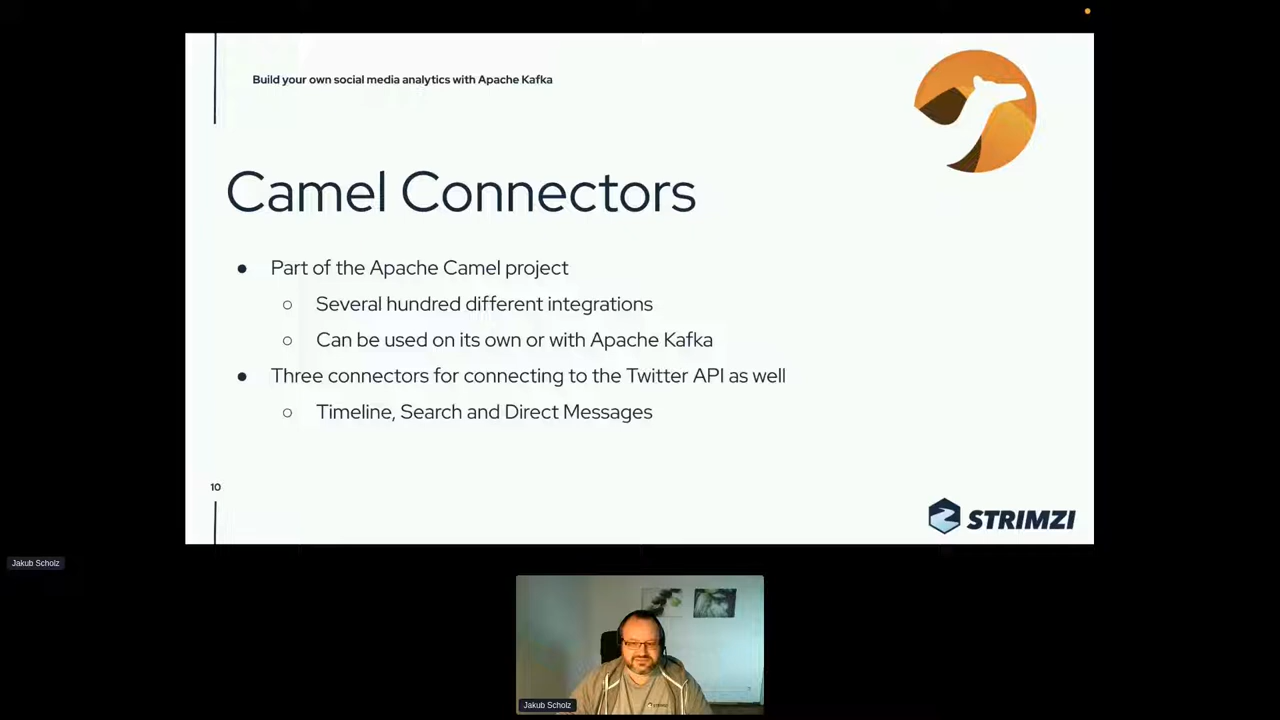 Build your own social media analytics with Apache Kafka
Camel Connectors
● Part of the Apache Camel project
○ Several hundred different integrations
○ Can be used on its own or with Apache Kafka
● Three connectors for connecting to the Twitter API as well
○ Timeline, Search and Direct Messages
10
STRIMZI
Jakub Scholz
STRIMZI
Jakub Scholz